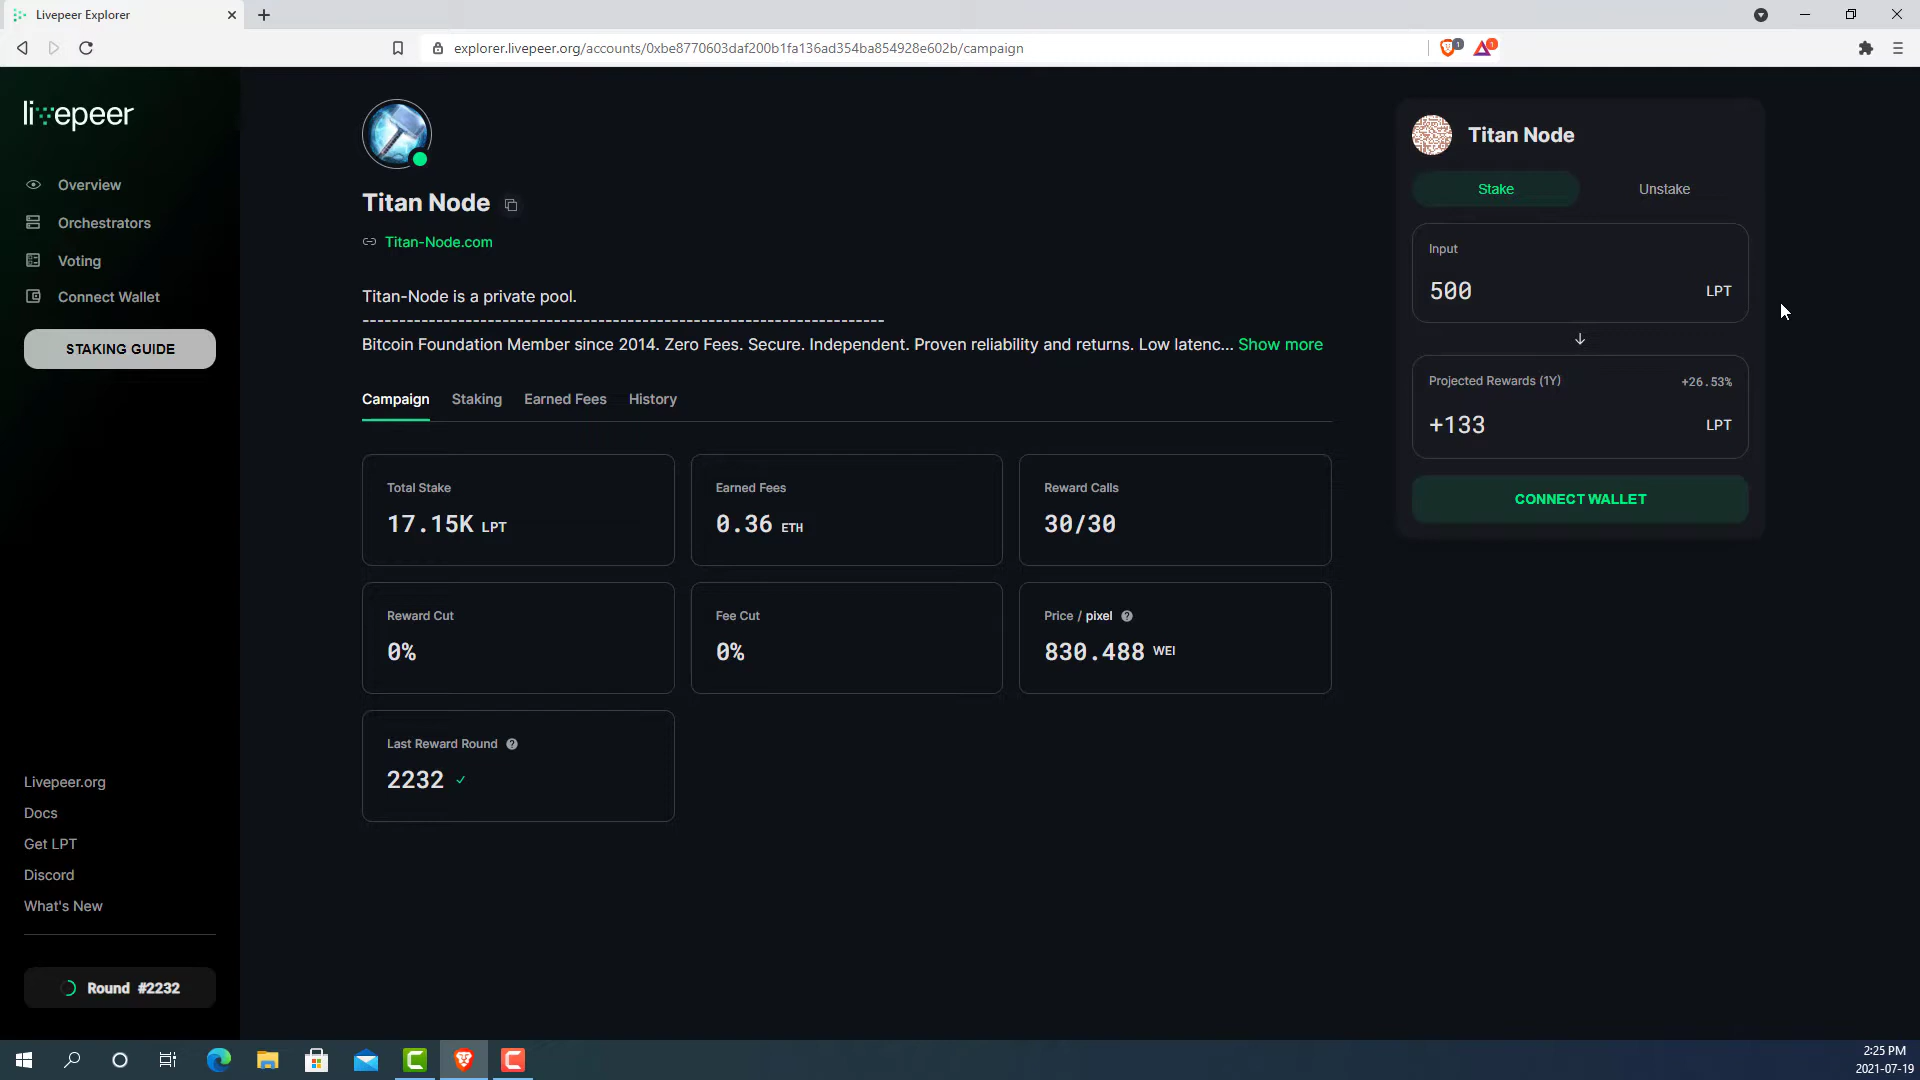 Livepeer Explorer
explorer.livepeer.org/accounts/0xbe8770603daf200b1fa136ad354ba854928e602b/campaign
1
1
livepeer
Overview
Orchestrators
Voting
Connect Wallet
STAKING GUIDE
Livepeer.org
Docs
Get LPT
Discord
What's New
Round #2232
Titan Node
Titan-Node.com
Titan-Node is a private pool.
-----------------------------------------------------------------------
Bitcoin Foundation Member since 2014. Zero Fees. Secure. Independent. Proven reliability and returns. Low latenc... Show more
Campaign Staking Earned Fees History
Total Stake
17.15K LPT
Earned Fees
0.36 ETH
Reward Calls
30/30
Reward Cut
0%
Fee Cut
0%
Price / pixel ?
830.488 WEI
Last Reward Round ?
2232 ✓
Titan Node
Stake Unstake
Input
500 LPT
Projected Rewards (1Y) +26.53%
+133 LPT
CONNECT WALLET
2:25 PM
2021-07-19